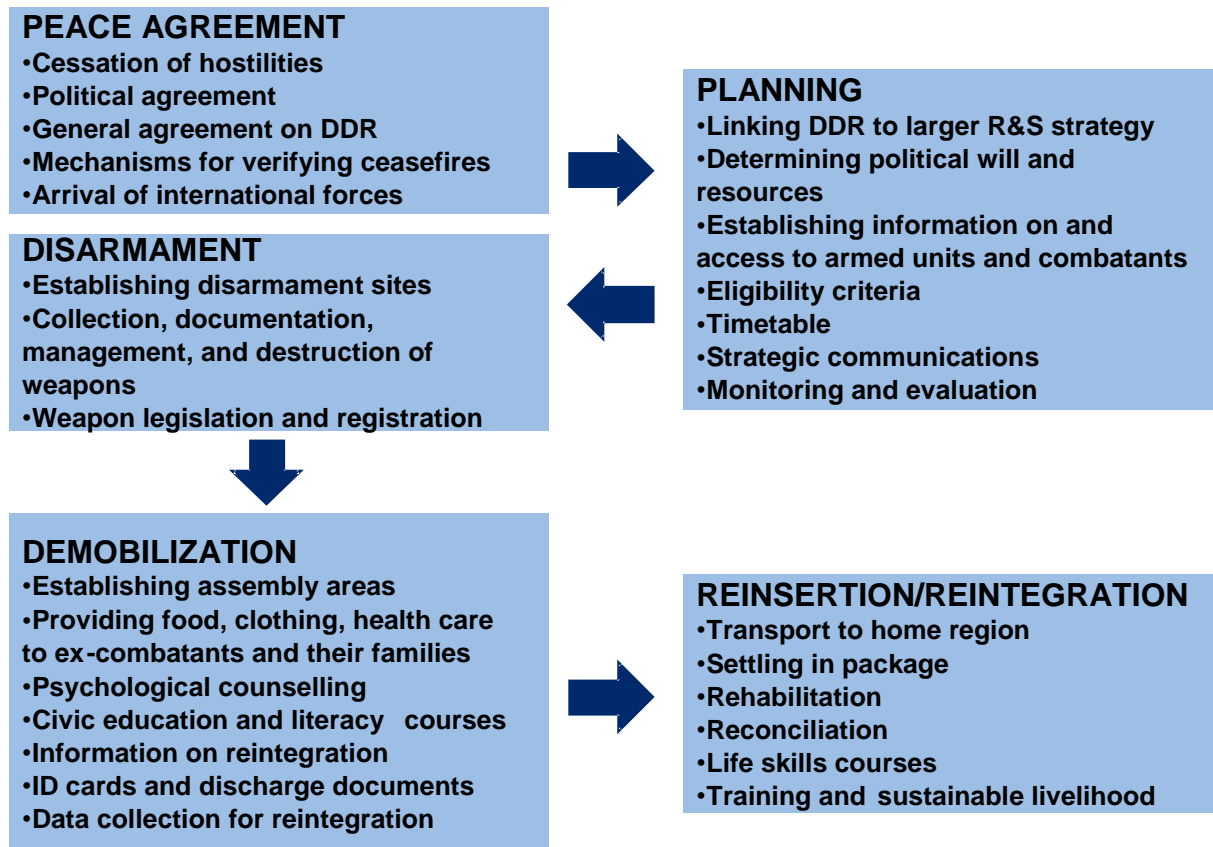 PEACE AGREEMENT
•Cessation of hostilities
•Political agreement
•General agreement on DDR
•Mechanisms for verifying ceasefires
•Arrival of international forces
PLANNING
•Linking DDR to larger R&S strategy
•Determining political will and
resources
•Establishing information on and
access to armed units and combatants
•Eligibility criteria
•Timetable
•Strategic communications
•Monitoring and evaluation
DISARMAMENT
•Establishing disarmament sites
•Collection, documentation,
management, and destruction of
weapons
•Weapon legislation and registration
DEMOBILIZATION
•Establishing assembly areas
•Providing food, clothing, health care
to ex-combatants and their families
•Psychological counselling
•Civic education and literacy courses
•Information on reintegration
•ID cards and discharge documents
•Data collection for reintegration
REINSERTION/REINTEGRATION
•Transport to home region
•Settling in package
•Rehabilitation
•Reconciliation
•Life skills courses
•Training and sustainable livelihood